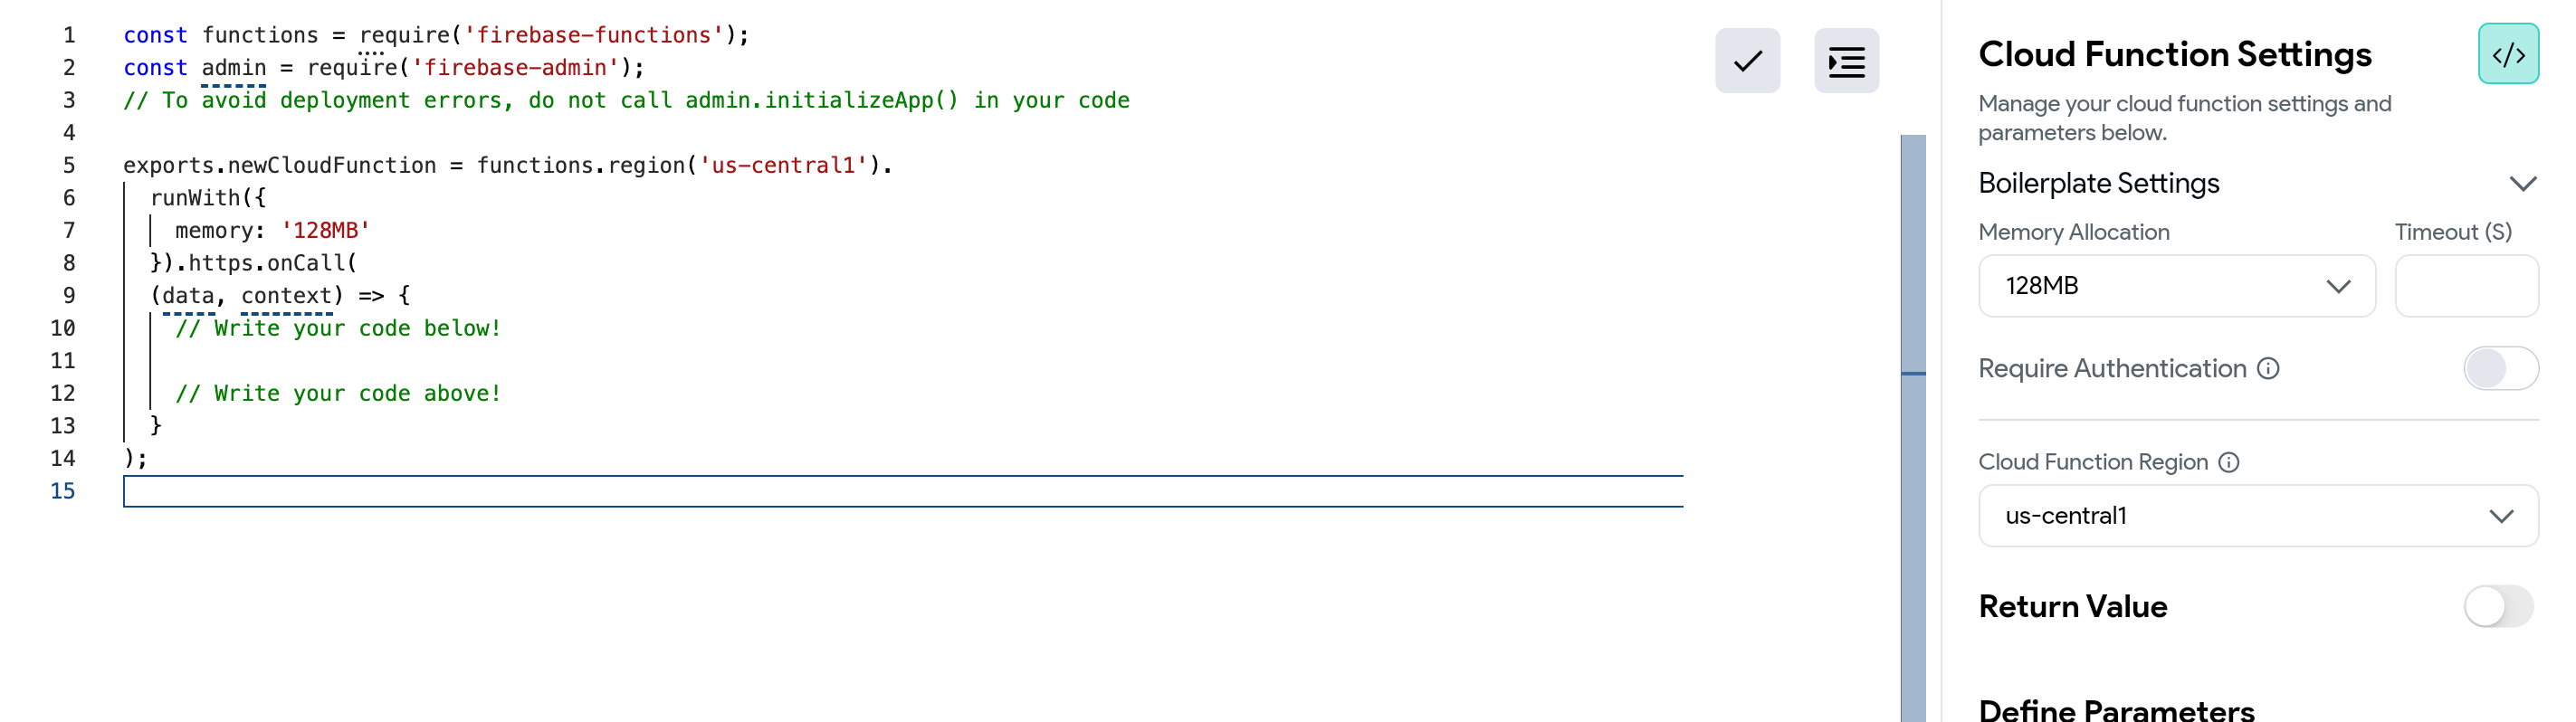 1 const functions = require('firebase-functions');
2 const admin = require('firebase-admin');
3 // To avoid deployment errors, do not call admin.initializeApp() in your code
4
5 exports.newCloudFunction = functions.region('us-central1').
6   runWith({
7     memory: '128MB'
8   }).https.onCall(
9   (data, context) => {
10     // Write your code below!
11
12     // Write your code above!
13   }
14 );
15
Cloud Function Settings
</>
Manage your cloud function settings and
parameters below.
Boilerplate Settings
Memory Allocation Timeout (S)
128MB
Require Authentication
Cloud Function Region
us-central1
Return Value
Define Parameters